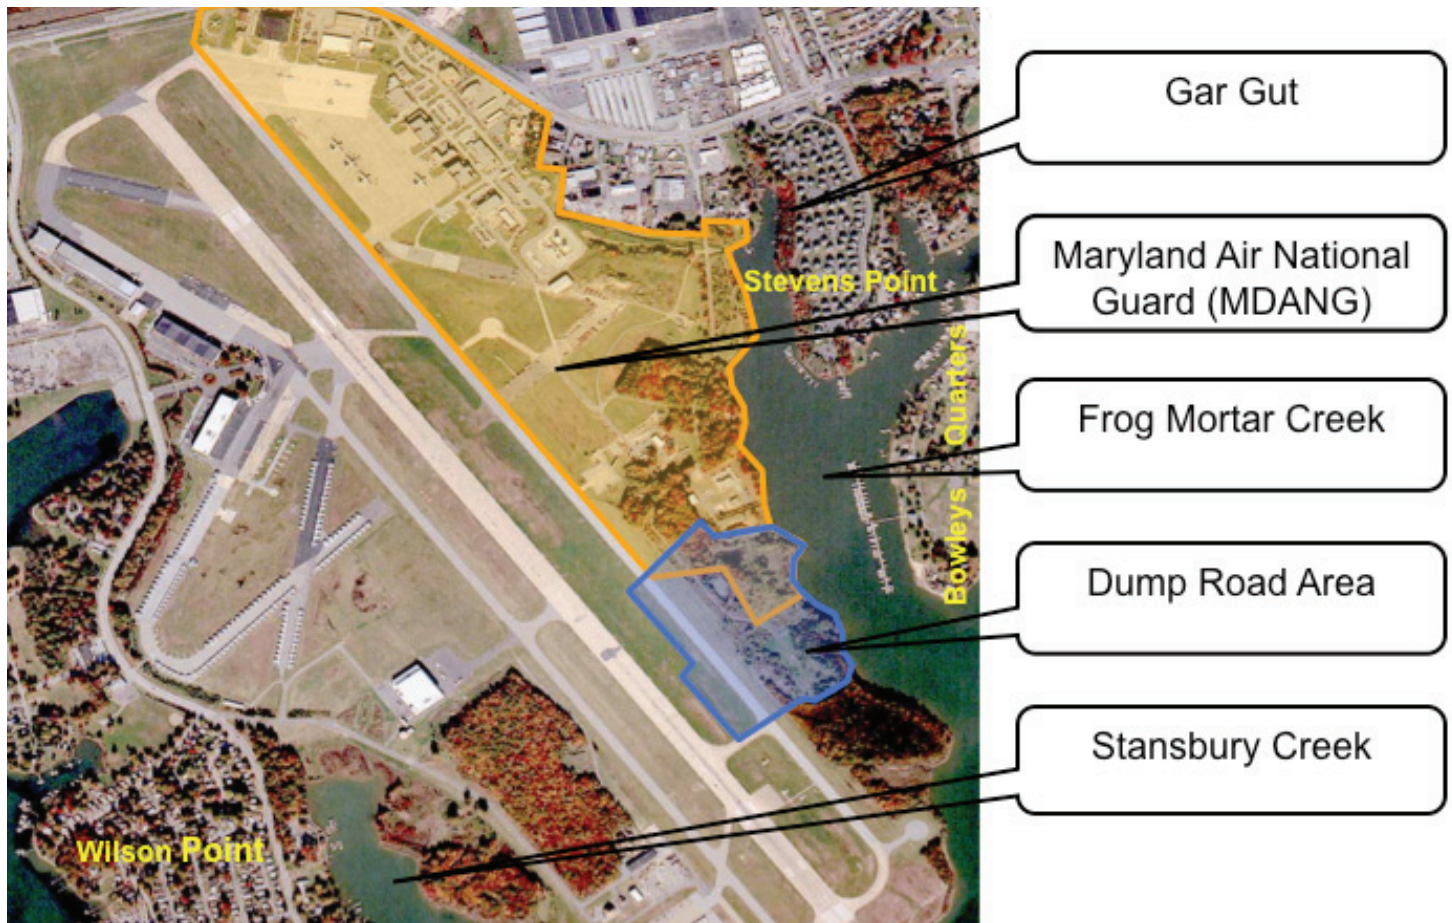 Gar Gut
Maryland Air National
Guard (MDANG)
Stevens Point
Frog Mortar Creek
Bowleys Quarters
Dump Road Area
Stansbury Creek
Wilson Point